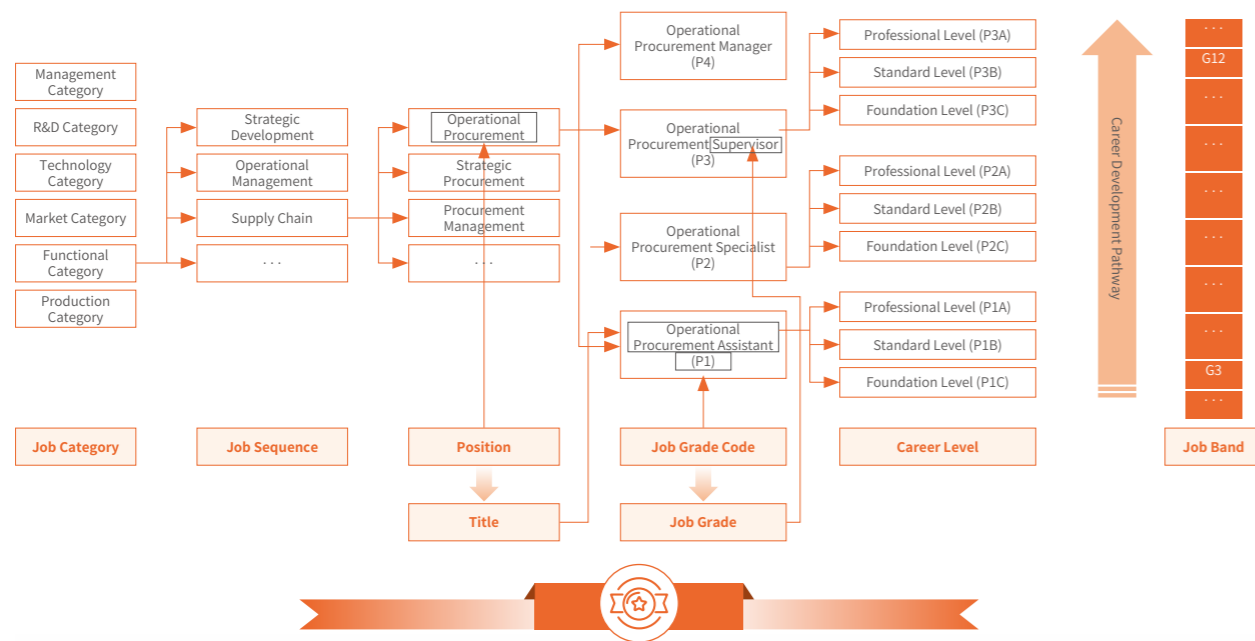 Management
Category
R&D Category
Technology
Category
Market Category
Functional
Category
Production
Category
Job Category
Strategic
Development
Operational
Management
Supply Chain
...
Job Sequence
Operational
Procurement
Strategic
Procurement
Procurement
Management
...
Position
Title
Operational
Procurement Manager
(P4)
Operational
Procurement Supervisor
(P3)
Operational
Procurement Specialist
(P2)
Operational
Procurement Assistant
(P1)
Job Grade Code
Job Grade
Professional Level (P3A)
Standard Level (P3B)
Foundation Level (P3C)
Professional Level (P2A)
Standard Level (P2B)
Foundation Level (P2C)
Professional Level (P1A)
Standard Level (P1B)
Foundation Level (P1C)
Career Level
Career Development Pathway
...
G12
...
...
...
...
...
...
G3
...
Job Band